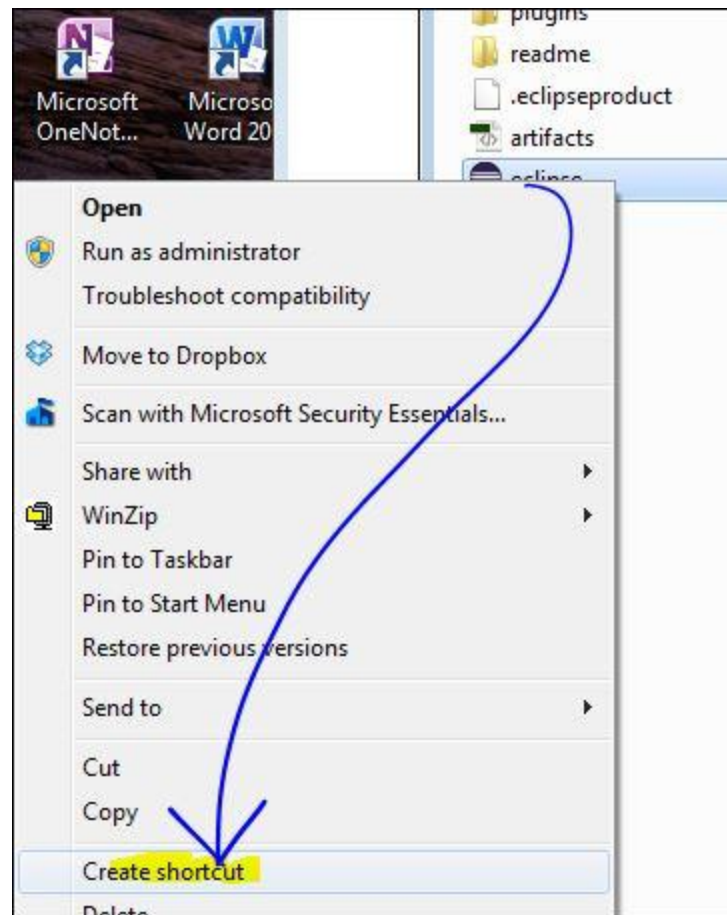 Microsoft
OneNot...
Microso
Word 20
plugins
readme
.eclipseproduct
artifacts
eclipse
Open
Run as administrator
Troubleshoot compatibility
Move to Dropbox
Scan with Microsoft Security Essentials...
Share with
WinZip
Pin to Taskbar
Pin to Start Menu
Restore previous versions
Send to
Cut
Copy
Create shortcut
Delete